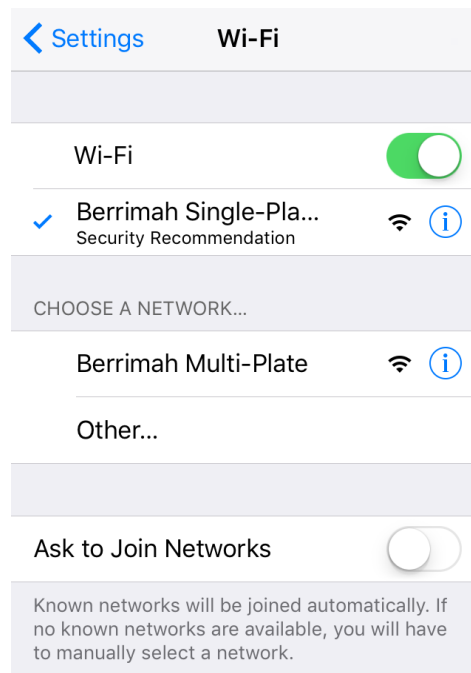 Settings Wi-Fi
Wi-Fi
Berrimah Single-Pla...
Security Recommendation
CHOOSE A NETWORK...
Berrimah Multi-Plate
Other...
Ask to Join Networks
Known networks will be joined automatically. If
no known networks are available, you will have
to manually select a network.